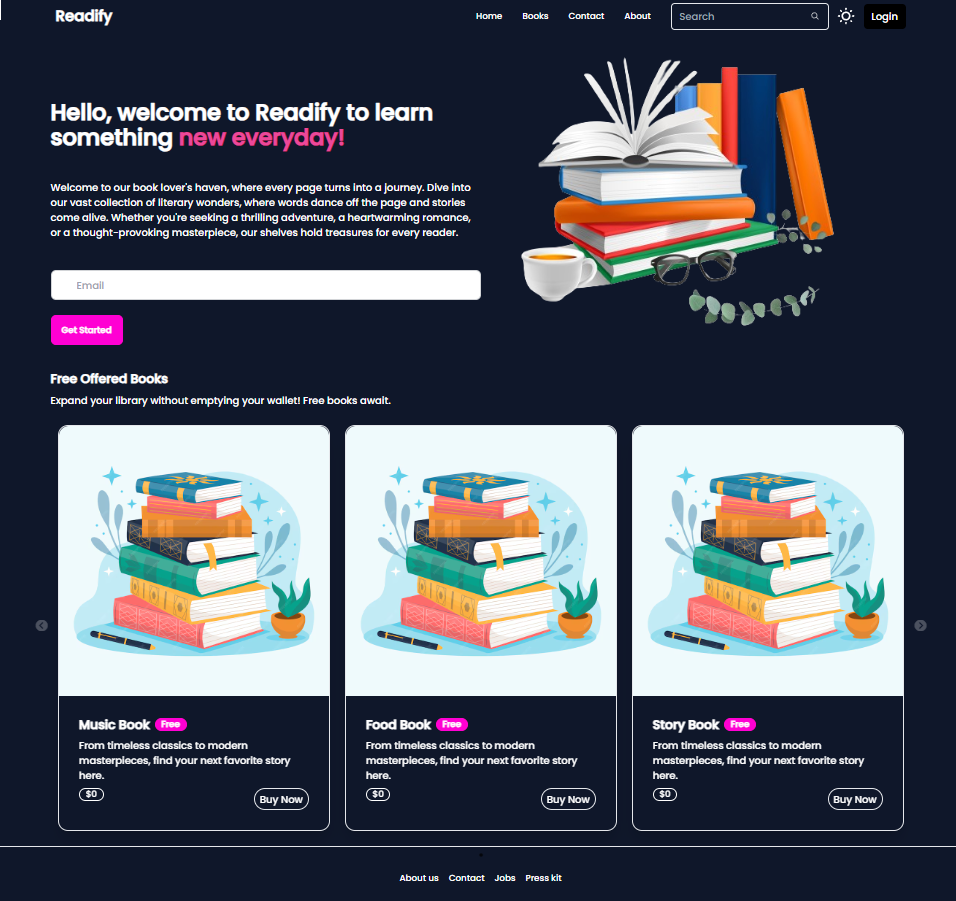 Readify
Home Books Contact About Search Login
Hello, welcome to Readify to learn
something new everyday!
Welcome to our book lover's haven, where every page turns into a journey. Dive into
our vast collection of literary wonders, where words dance off the page and stories
come alive. Whether you're seeking a thrilling adventure, a heartwarming romance,
or a thought-provoking masterpiece, our shelves hold treasures for every reader.
Email
Get Started
Free Offered Books
Expand your library without emptying your wallet! Free books await.
Music Book Free
From timeless classics to modern
masterpieces, find your next favorite story
here.
$0
Buy Now
Food Book Free
From timeless classics to modern
masterpieces, find your next favorite story
here.
$0
Buy Now
Story Book Free
From timeless classics to modern
masterpieces, find your next favorite story
here.
$0
Buy Now
About us Contact Jobs Press kit